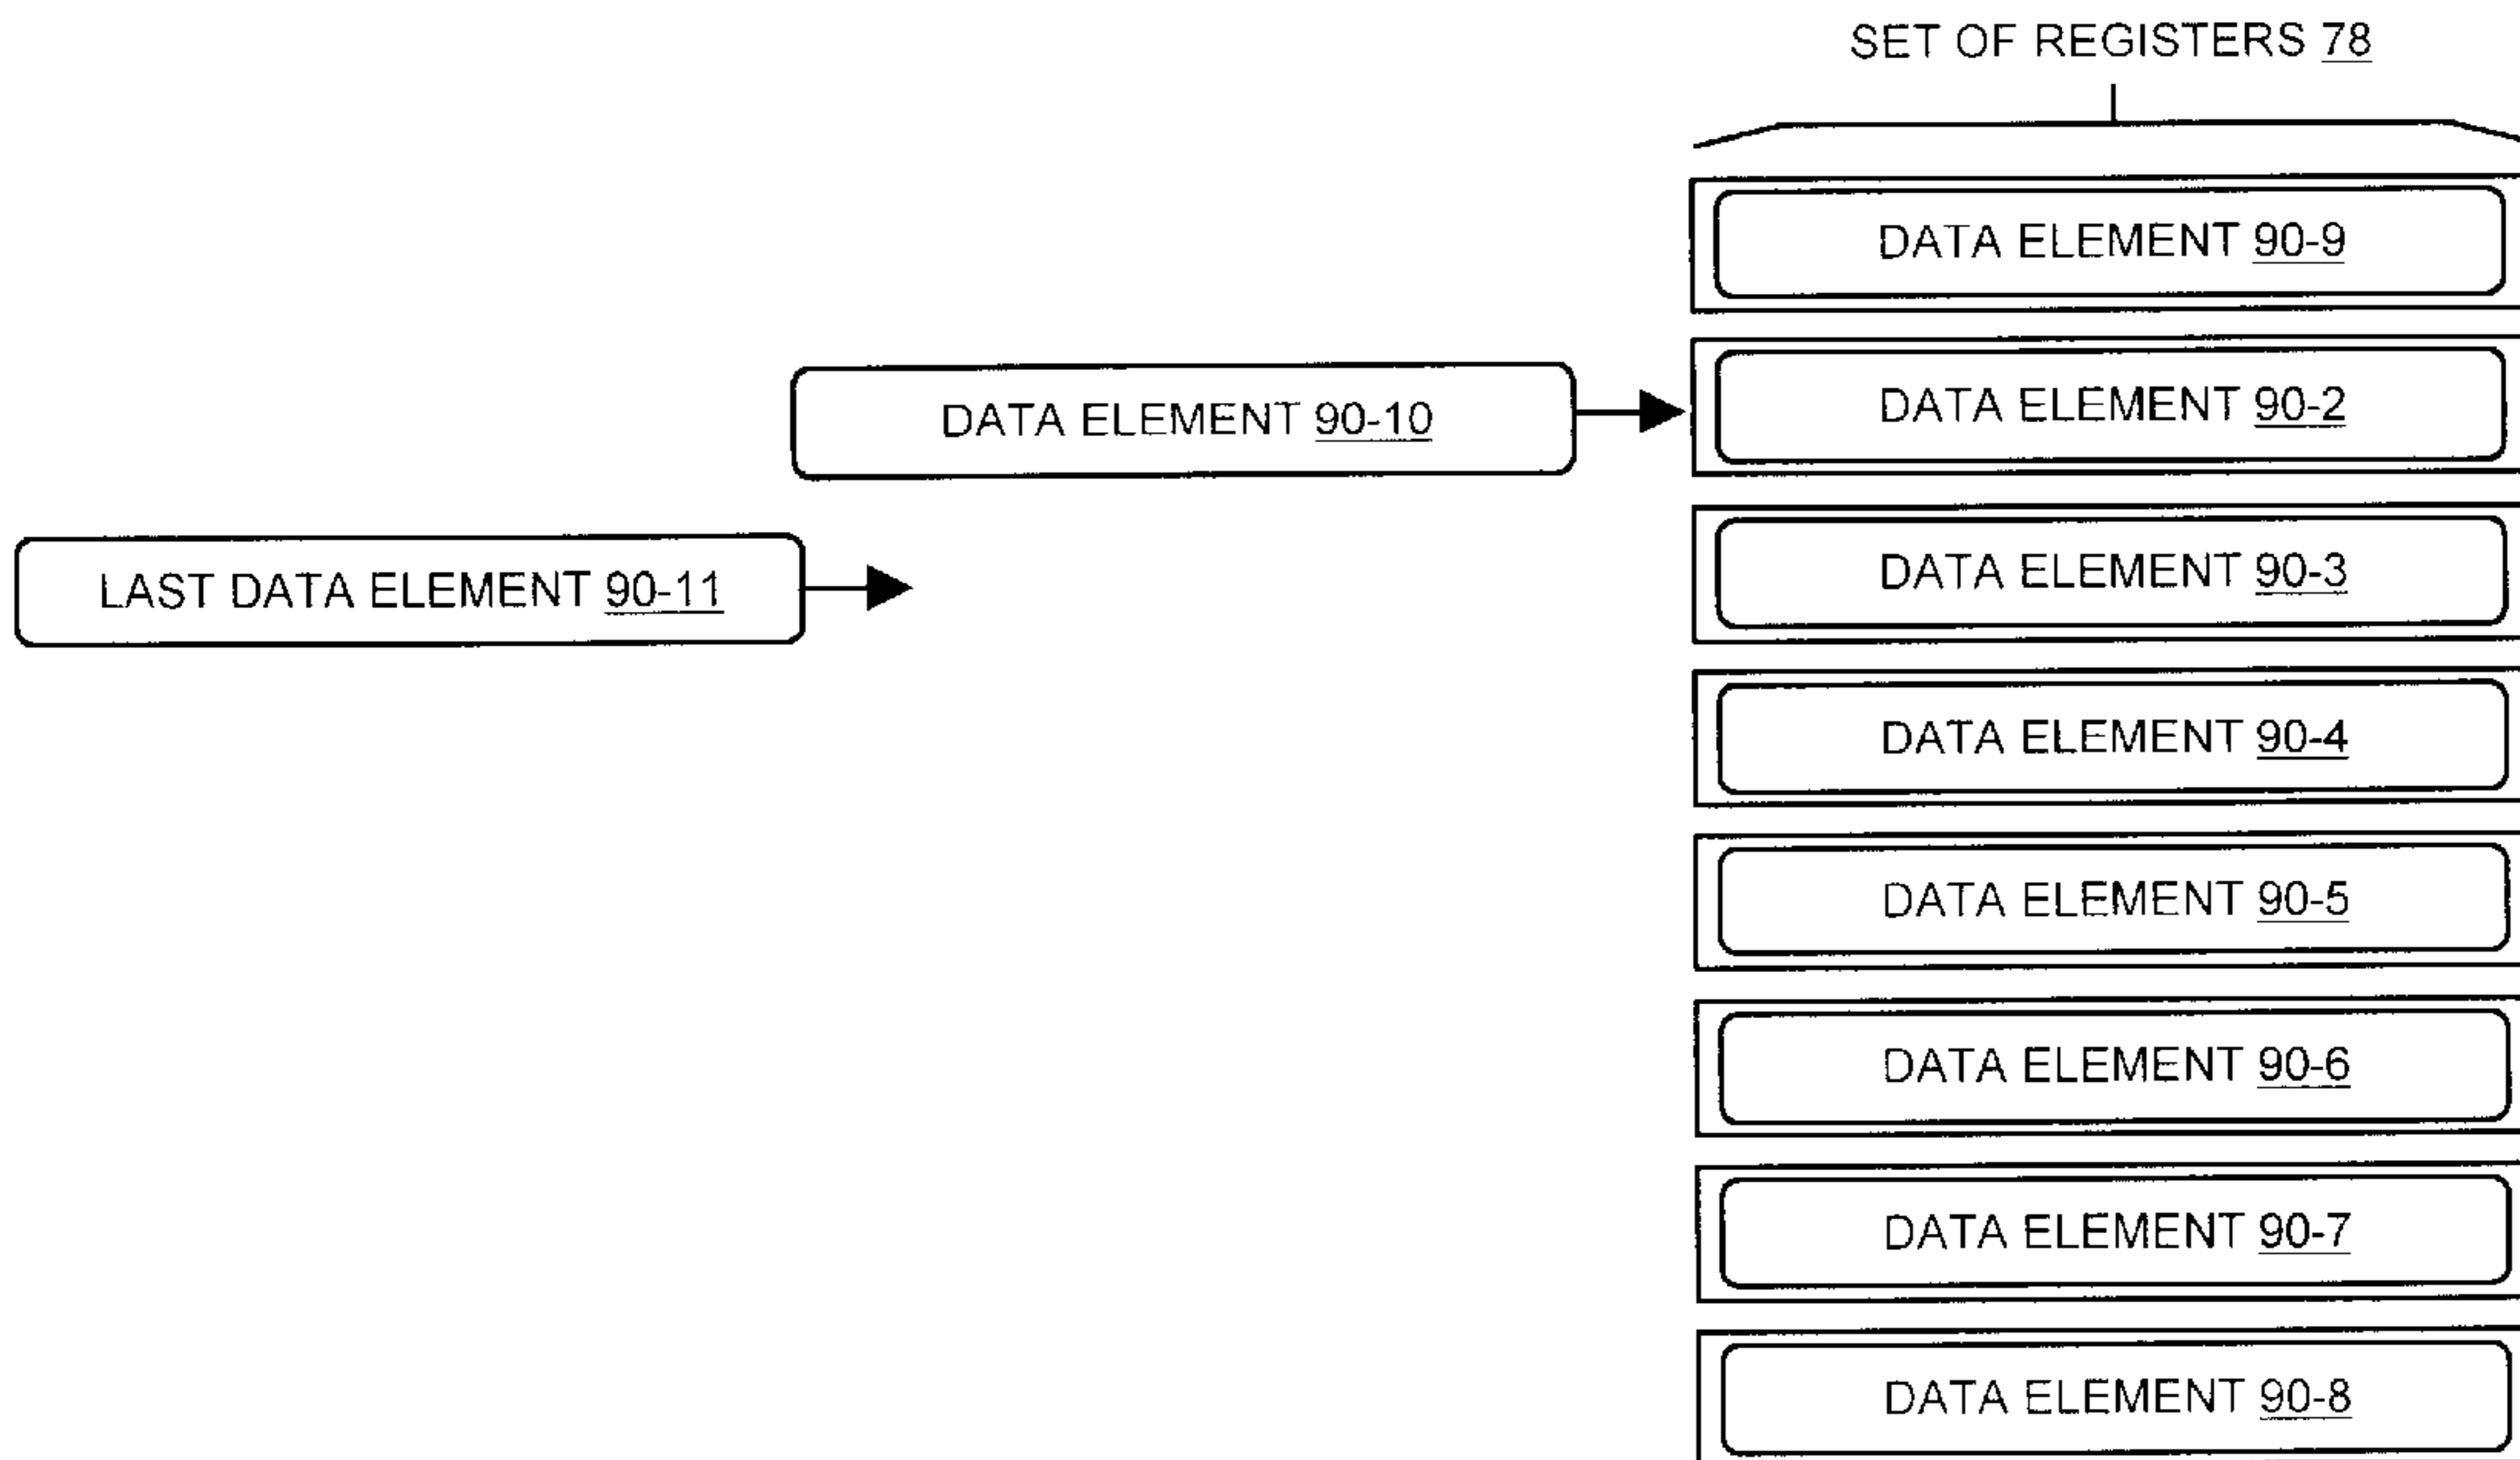 SET OF REGISTERS 78
DATA ELEMENT 90-9
DATA ELEMENT 90-10
DATA ELEMENT 90-2
LAST DATA ELEMENT 90-11
DATA ELEMENT 90-3
DATA ELEMENT 90-4
DATA ELEMENT 90-5
DATA ELEMENT 90-6
DATA ELEMENT 90-7
DATA ELEMENT 90-8